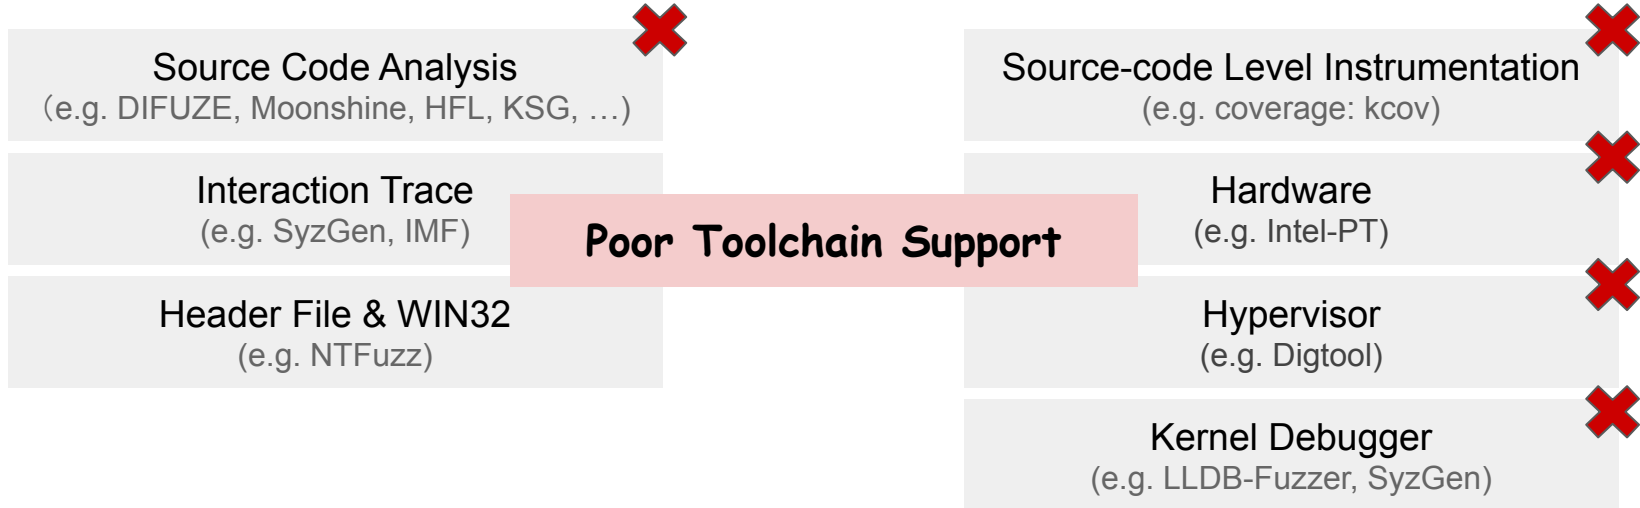 Source Code Analysis
（e.g. DIFUZE, Moonshine, HFL, KSG, …)
Interaction Trace
(e.g. SyzGen, IMF)
Header File & WIN32
(e.g. NTFuzz)
Poor Toolchain Support
Source-code Level Instrumentation
(e.g. coverage: kcov)
Hardware
(e.g. Intel-PT)
Hypervisor
(e.g. Digtool)
Kernel Debugger
(e.g. LLDB-Fuzzer, SyzGen)